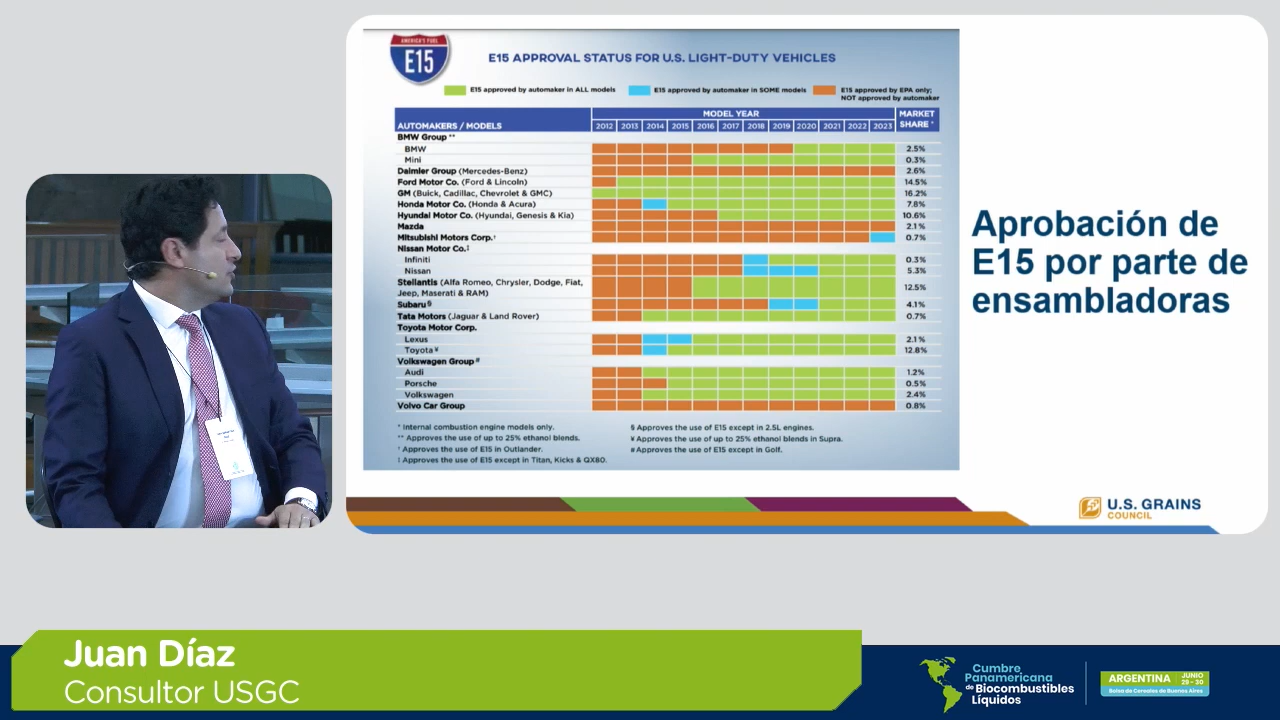 AMERICA'S FUEL
E15
E15 APPROVAL STATUS FOR U.S. LIGHT-DUTY VEHICLES
E15 approved by automaker in ALL models
E15 approved by automaker in SOME models
E15 approved by EPA only;
NOT approved by automaker
AUTOMAKERS / MODELS
MODEL YEAR
2012 2013 2014 2015 2016 2017 2018 2019 2020 2021 2022 2023
MARKET
SHARE *
BMW Group **
BMW 2.5%
Mini 0.3%
Daimler Group (Mercedes-Benz) 2.6%
Ford Motor Co. (Ford & Lincoln) 14.5%
GM (Buick, Cadillac, Chevrolet & GMC) 16.2%
Honda Motor Co. (Honda & Acura) 7.8%
Hyundai Motor Co. (Hyundai, Genesis & Kia) 10.6%
Mazda 2.1%
Mitsubishi Motors Corp.† 0.7%
Nissan Motor Co.‡
Infiniti 0.3%
Nissan 5.3%
Stellantis (Alfa Romeo, Chrysler, Dodge, Fiat,
Jeep, Maserati & RAM) 12.5%
Subaru§ 4.1%
Tata Motors (Jaguar & Land Rover) 0.7%
Toyota Motor Corp.
Lexus 2.1%
Toyota¥ 12.8%
Volkswagen Group#
Audi 1.2%
Porsche 0.5%
Volkswagen 2.4%
Volvo Car Group 0.8%
* Internal combustion engine models only.
** Approves the use of up to 25% ethanol blends.
† Approves the use of E15 in Outlander.
‡ Approves the use of E15 except in Titan, Kicks & QX80.
§ Approves the use of E15 except in 2.5L engines.
¥ Approves the use of up to 25% ethanol blends in Supra.
# Approves the use of E15 except in Golf.
Aprobación de
E15 por parte de
ensambladoras
U.S. GRAINS
COUNCIL
Juan Díaz
Consultor USGC
Cumbre
Panamericana
de Biocombustibles
Líquidos
ARGENTINA
JUNIO
29 - 30
Bolsa de Cereales de Buenos Aires